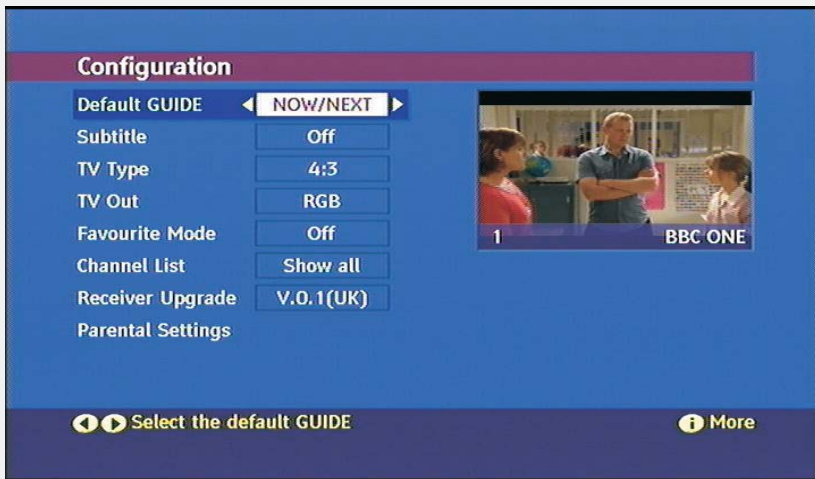 Configuration
Default GUIDE NOW/NEXT
Subtitle Off
TV Type 4:3
TV Out RGB
Favourite Mode Off
Channel List Show all
Receiver Upgrade V.0.1(UK)
Parental Settings
1 BBC ONE
Select the default GUIDE
i More